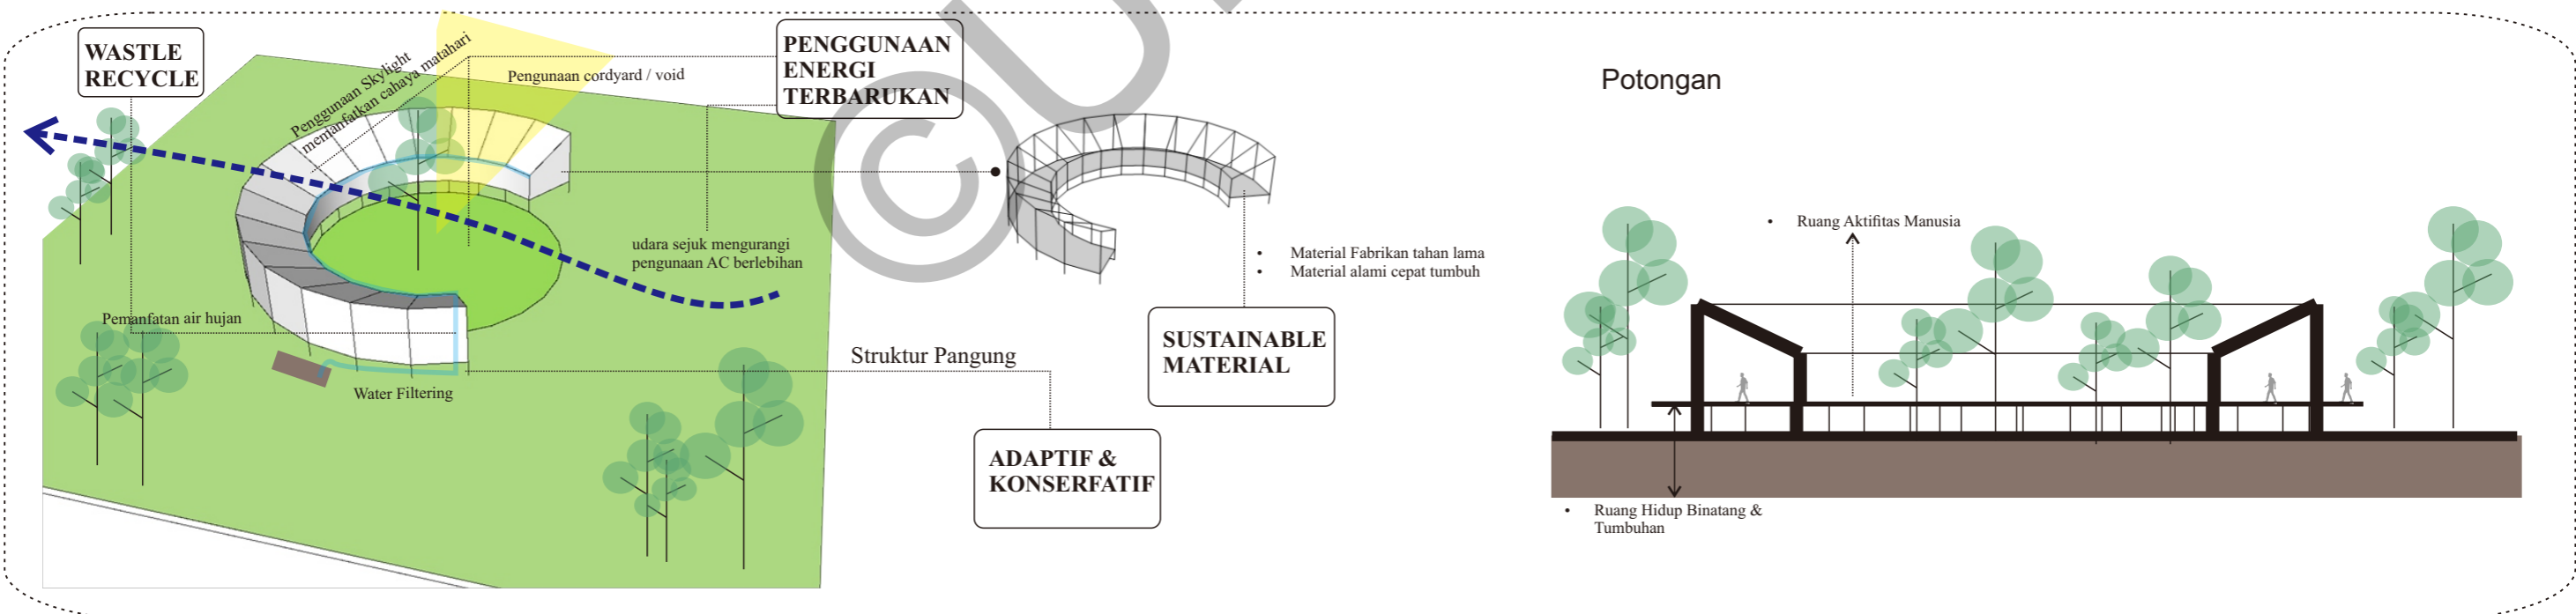 WASTLE
RECYCLE
Penggunaan Skylight
memanfatkan cahaya matahari
Pengunaan cordyard / void
PENGGUNAAN
ENERGI
TERBARUKAN
udara sejuk mengurangi
pengunaan AC berlebihan
Pemanfatan air hujan
Water Filtering
Struktur Pangung
ADAPTIF &
KONSERFATIF
• Material Fabrikan tahan lama
• Material alami cepat tumbuh
SUSTAINABLE
MATERIAL
Potongan
• Ruang Aktifitas Manusia
• Ruang Hidup Binatang &
Tumbuhan
©U